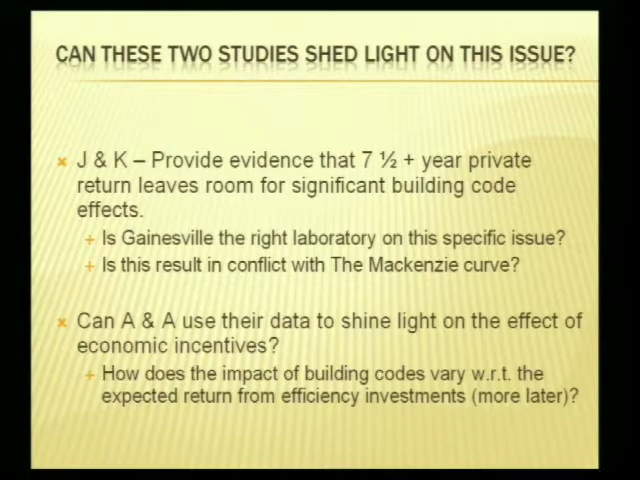 CAN THESE TWO STUDIES SHED LIGHT ON THIS ISSUE?
J & K – Provide evidence that 7 ½ + year private
return leaves room for significant building code
effects.
Is Gainesville the right laboratory on this specific issue?
Is this result in conflict with The Mackenzie curve?
Can A & A use their data to shine light on the effect of
economic incentives?
How does the impact of building codes vary w.r.t. the
expected return from efficiency investments (more later)?